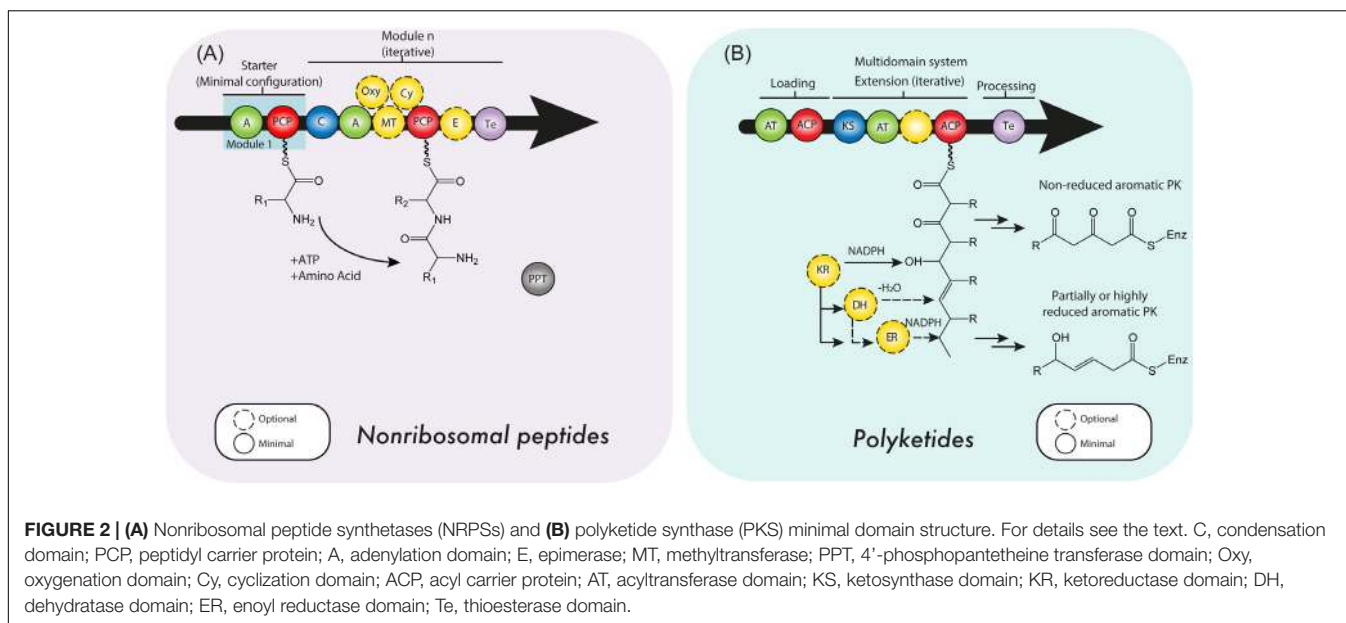 (A)
Module n
(iterative)
Starter
(Minimal configuration)
Oxy
Cy
A
PCP
C
A
MT
PCP
E
Te
Module 1
S
O
R1
NH2
+ATP
+Amino Acid
S
O
R2
NH
O
NH2
R1
PPT
Optional
Minimal
Nonribosomal peptides
(B)
Multidomain system
Loading
Extension (iterative)
Processing
AT
ACP
KS
AT
ACP
Te
S
O
R
O
R
OH
R
R
NADPH
KR
-H2O
DH
NADPH
ER
Non-reduced aromatic PK
O
O
O
R
S
Enz
Partially or highly
reduced aromatic PK
OH
O
R
S
Enz
Polyketides
Optional
Minimal
FIGURE 2 | (A) Nonribosomal peptide synthetases (NRPSs) and (B) polyketide synthase (PKS) minimal domain structure. For details see the text. C, condensation
domain; PCP, peptidyl carrier protein; A, adenylation domain; E, epimerase; MT, methyltransferase; PPT, 4’-phosphopantetheine transferase domain; Oxy,
oxygenation domain; Cy, cyclization domain; ACP, acyl carrier protein; AT, acyltransferase domain; KS, ketosynthase domain; KR, ketoreductase domain; DH,
dehydratase domain; ER, enoyl reductase domain; Te, thioesterase domain.